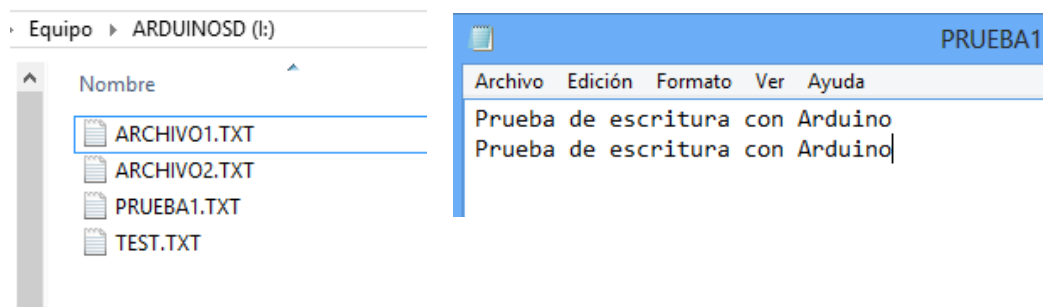 Equipo ARDUINOSD (I:)
Nombre
ARCHIVO1.TXT
ARCHIVO2.TXT
PRUEBA1.TXT
TEST.TXT
PRUEBA1
Archivo Edición Formato Ver Ayuda
Prueba de escritura con Arduino
Prueba de escritura con Arduino